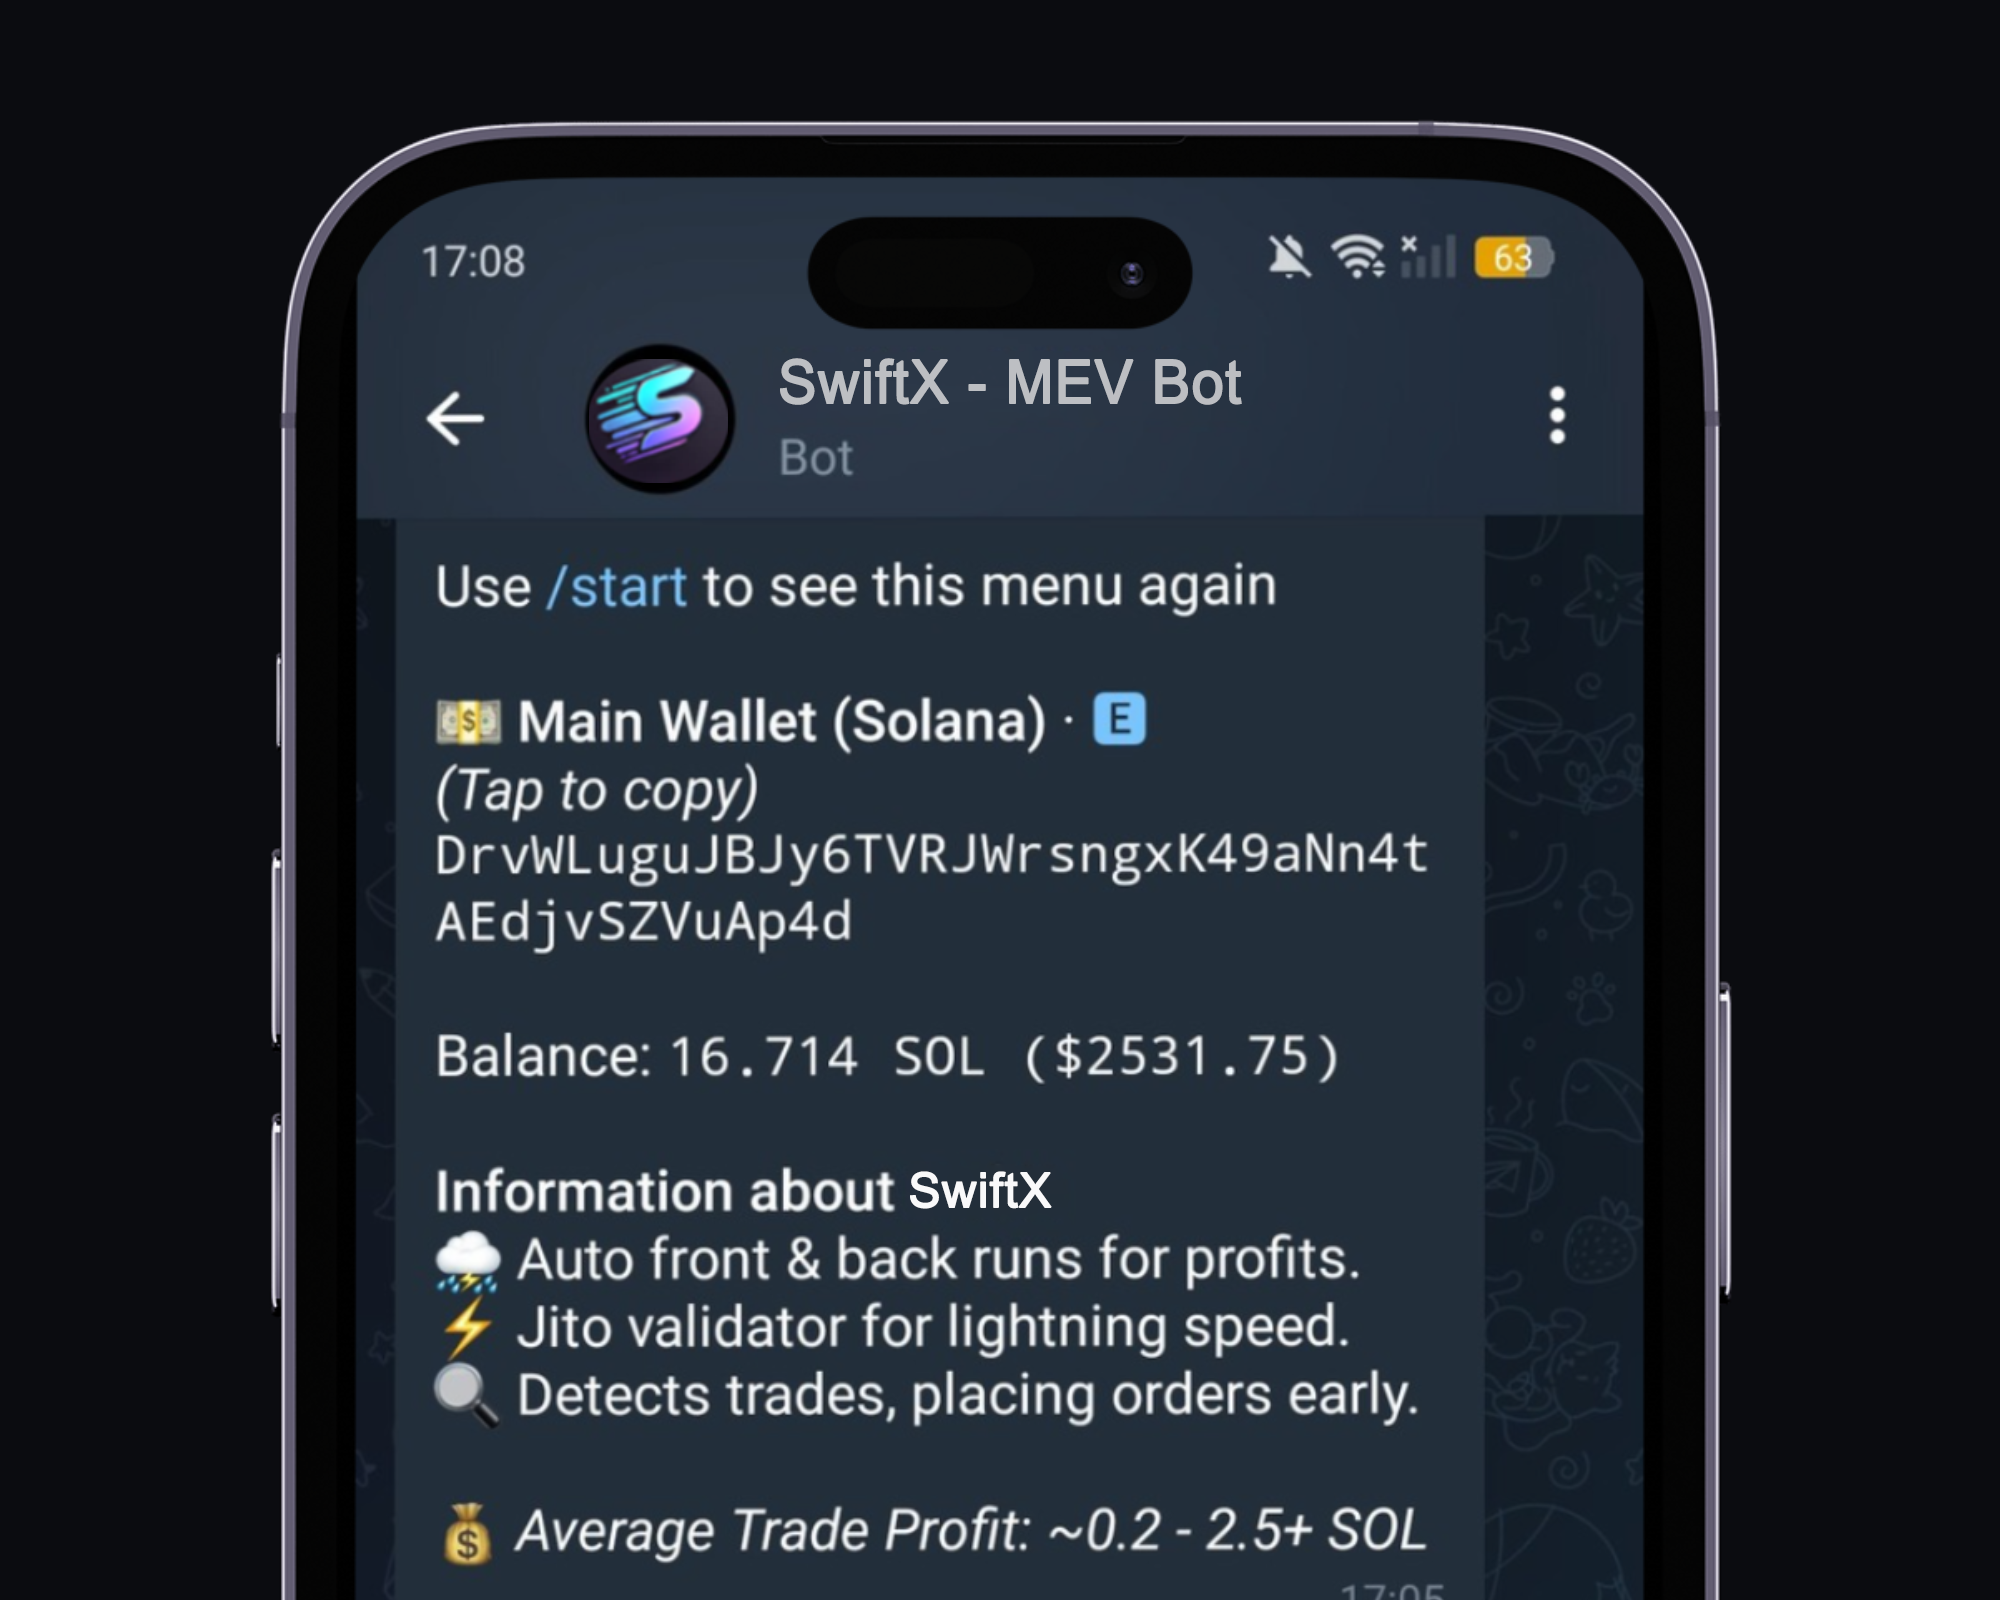 17:08
63
SwiftX - MEV Bot
Bot
Use /start to see this menu again
Main Wallet (Solana) · E
(Tap to copy)
DrvWLuguJBJy6TVRJWrsngxK49aNn4t
AEdjvSZVuAp4d
Balance: 16.714 SOL ($2531.75)
Information about SwiftX
Auto front & back runs for profits.
Jito validator for lightning speed.
Detects trades, placing orders early.
Average Trade Profit: ~0.2 - 2.5+ SOL
17:05